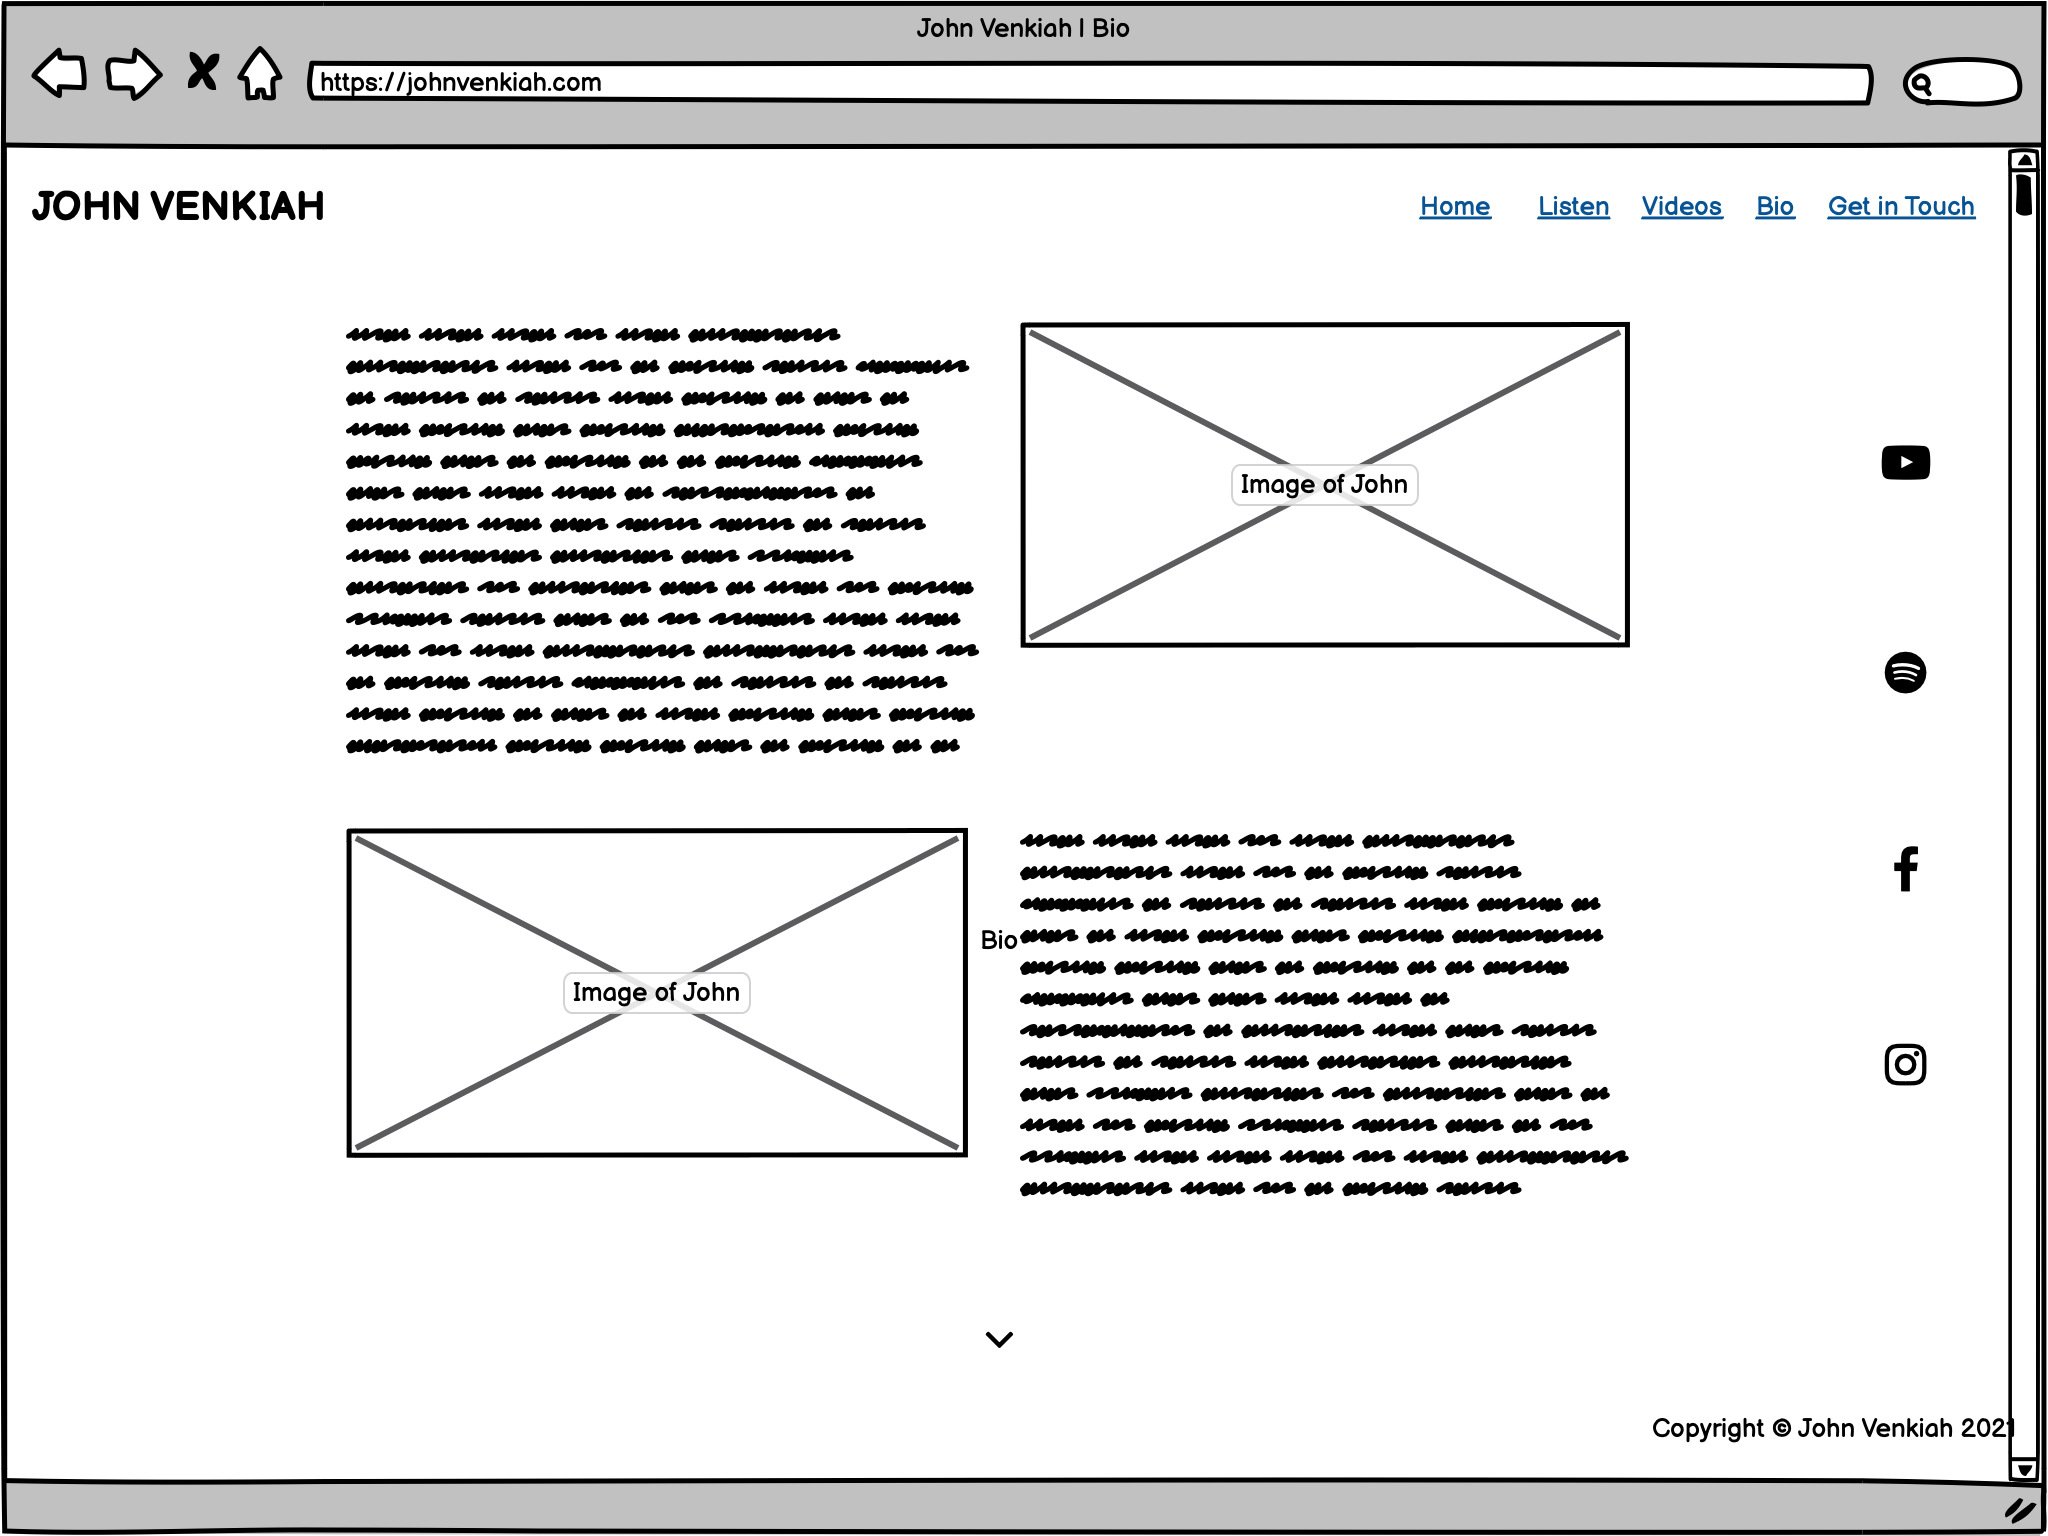 John Venkiah | Bio
https://johnvenkiah.com
JOHN VENKIAH
Home Listen Videos Bio Get in Touch
Image of John
Bio
Image of John
Copyright © John Venkiah 2021